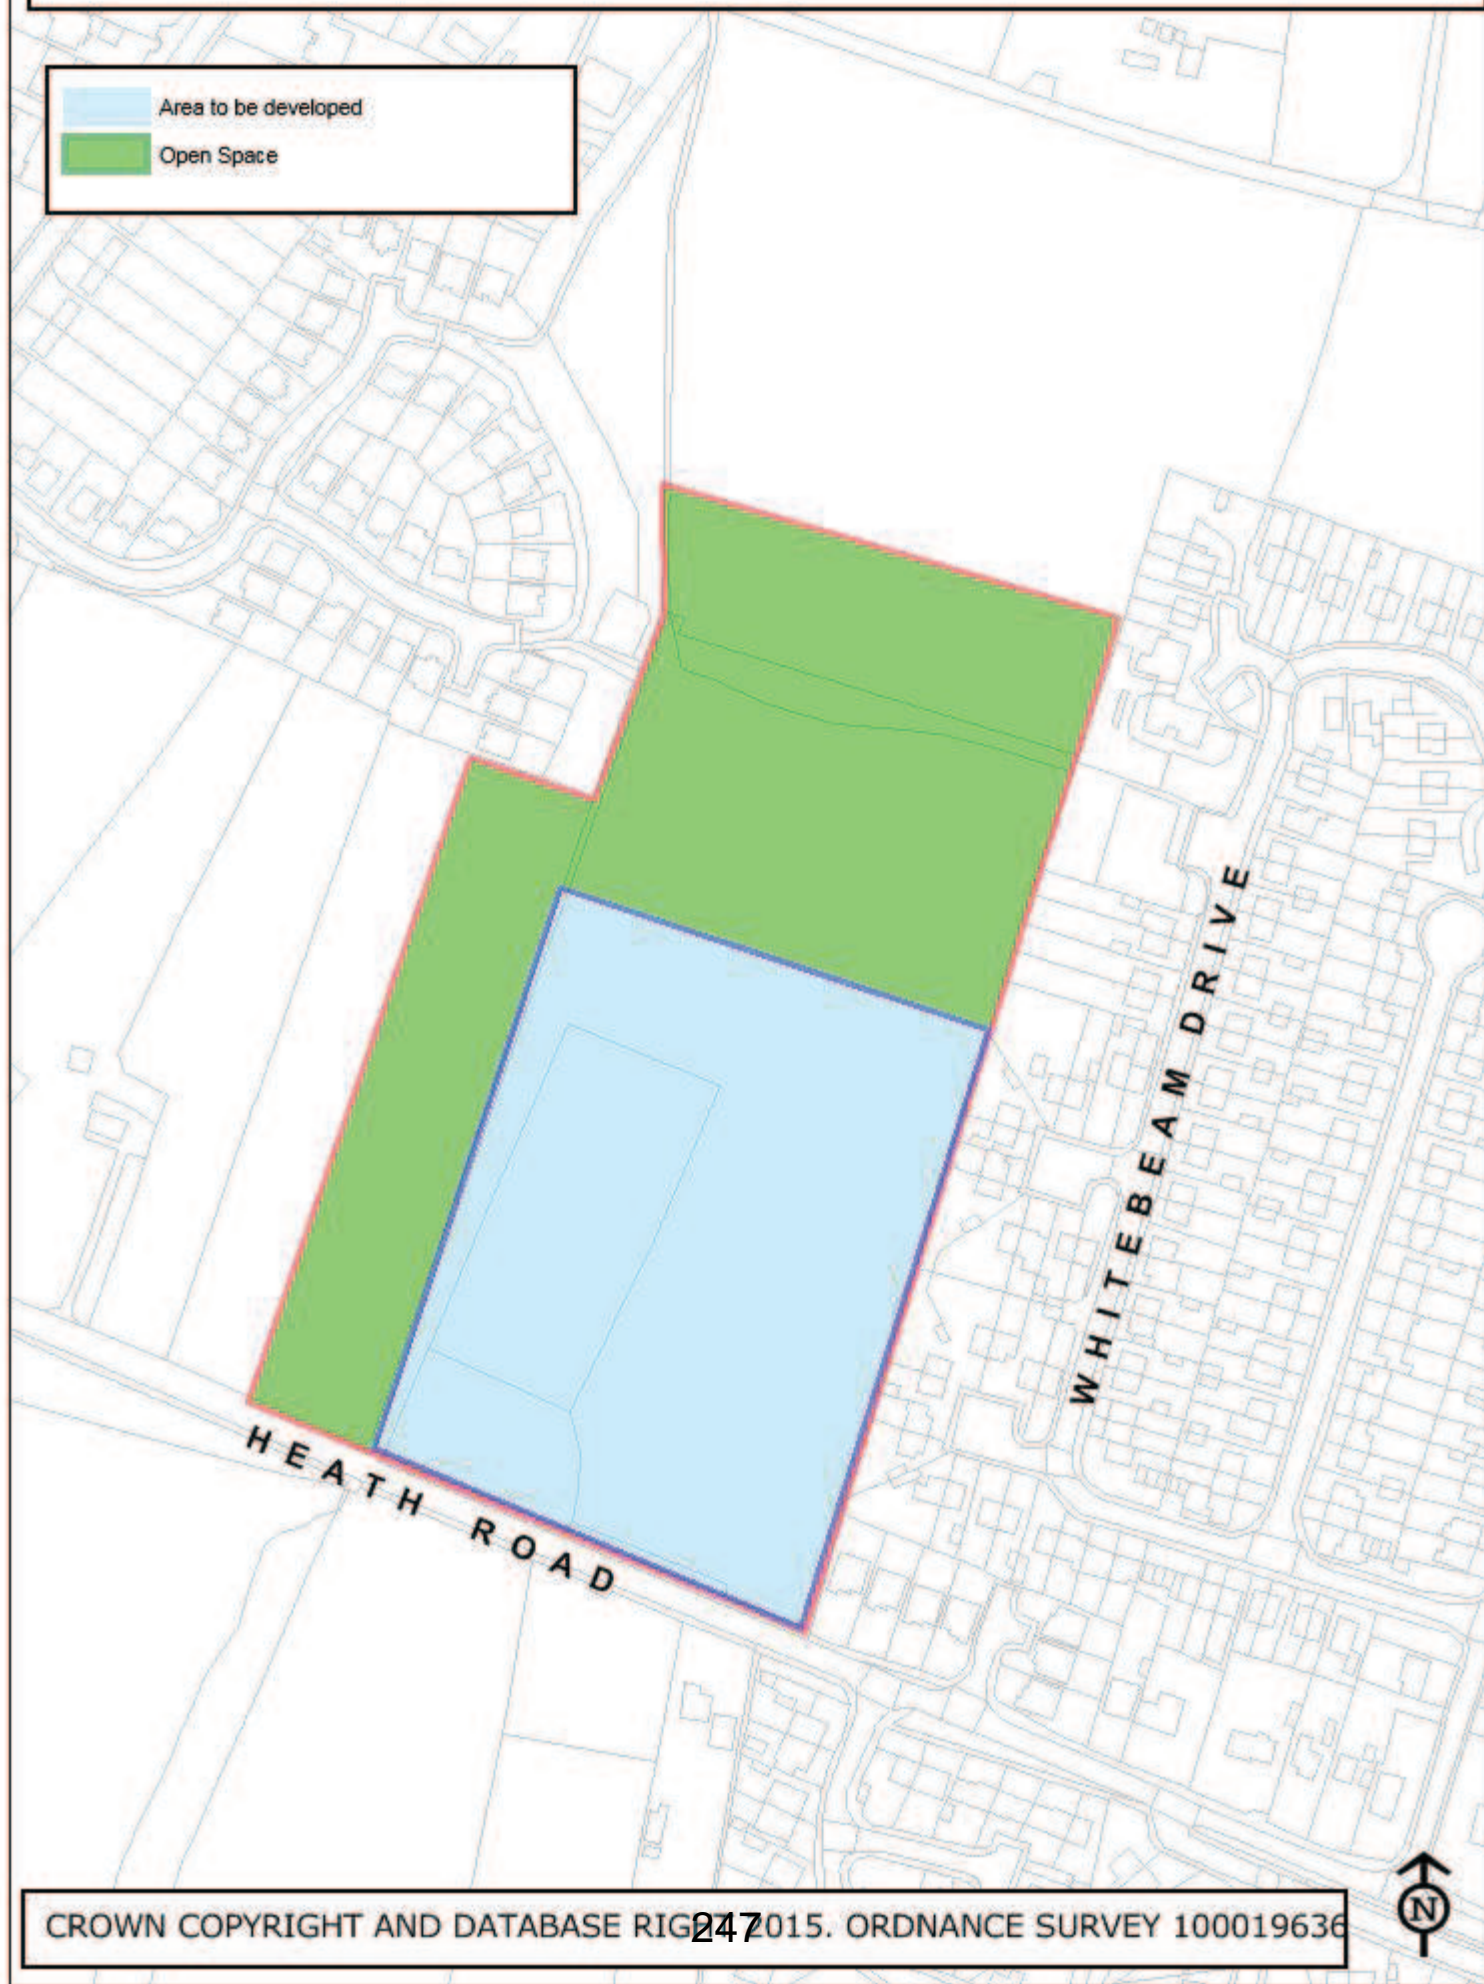 Area to be developed
Open Space
WHITEBEAM DRIVE
HEATH ROAD
N
CROWN COPYRIGHT AND DATABASE RIG 2015. ORDNANCE SURVEY 100019636
247